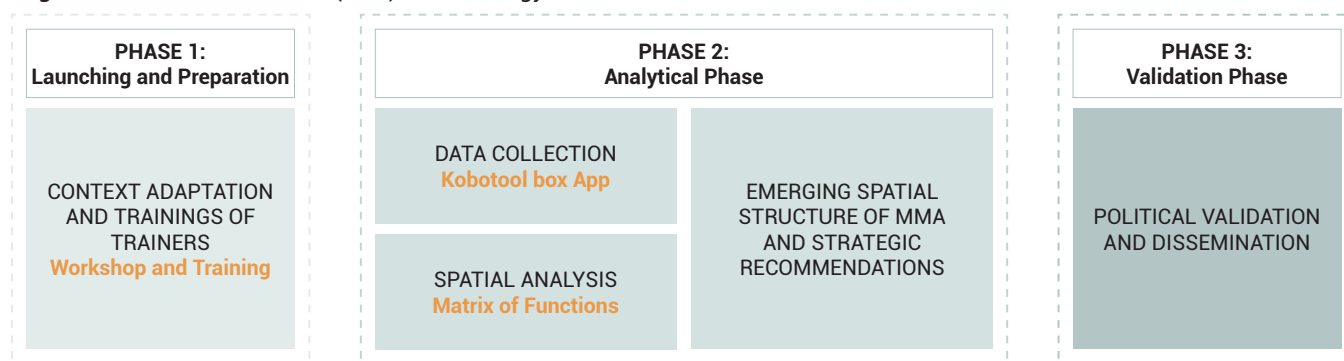 PHASE 1:
Launching and Preparation
CONTEXT ADAPTATION
AND TRAININGS OF
TRAINERS
Workshop and Training
PHASE 2:
Analytical Phase
DATA COLLECTION
Kobotool box App
SPATIAL ANALYSIS
Matrix of Functions
EMERGING SPATIAL
STRUCTURE OF MMA
AND STRATEGIC
RECOMMENDATIONS
PHASE 3:
Validation Phase
POLITICAL VALIDATION
AND DISSEMINATION